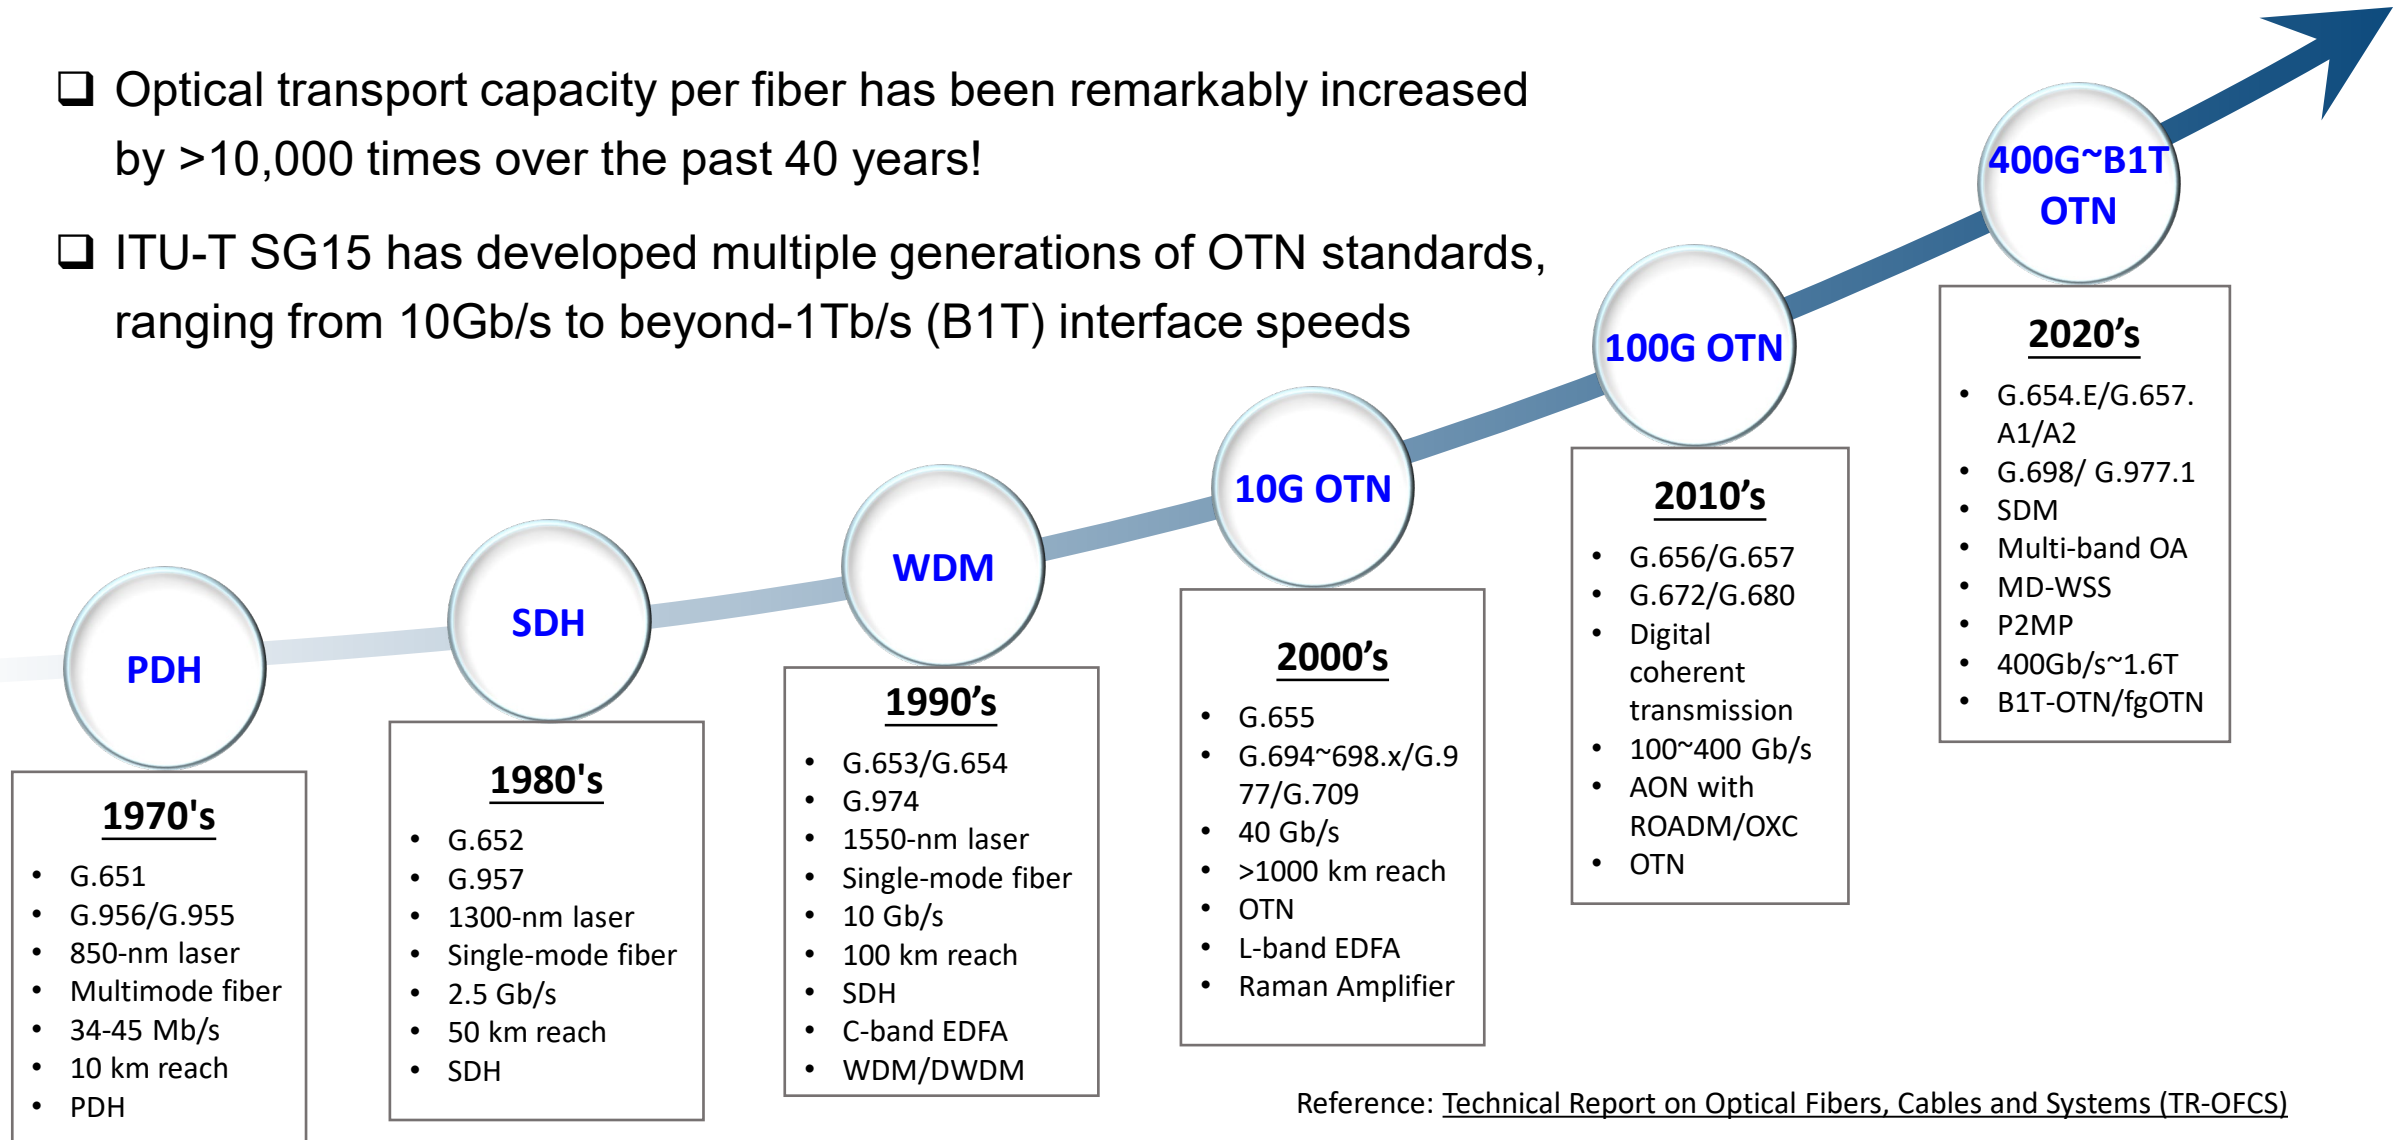 ❑ Optical transport capacity per fiber has been remarkably increased
by >10,000 times over the past 40 years!
❑ ITU-T SG15 has developed multiple generations of OTN standards,
ranging from 10Gb/s to beyond-1Tb/s (B1T) interface speeds
PDH
1970's
• G.651
• G.956/G.955
• 850-nm laser
• Multimode fiber
• 34-45 Mb/s
• 10 km reach
• PDH
SDH
1980's
• G.652
• G.957
• 1300-nm laser
• Single-mode fiber
• 2.5 Gb/s
• 50 km reach
• SDH
WDM
1990’s
• G.653/G.654
• G.974
• 1550-nm laser
• Single-mode fiber
• 10 Gb/s
• 100 km reach
• SDH
• C-band EDFA
• WDM/DWDM
10G OTN
2000’s
• G.655
• G.694~698.x/G.9
77/G.709
• 40 Gb/s
• >1000 km reach
• OTN
• L-band EDFA
• Raman Amplifier
100G OTN
2010’s
• G.656/G.657
• G.672/G.680
• Digital
coherent
transmission
• 100~400 Gb/s
• AON with
ROADM/OXC
• OTN
400G~B1T
OTN
2020’s
• G.654.E/G.657.
A1/A2
• G.698/ G.977.1
• SDM
• Multi-band OA
• MD-WSS
• P2MP
• 400Gb/s~1.6T
• B1T-OTN/fgOTN
Reference: Technical Report on Optical Fibers, Cables and Systems (TR-OFCS)